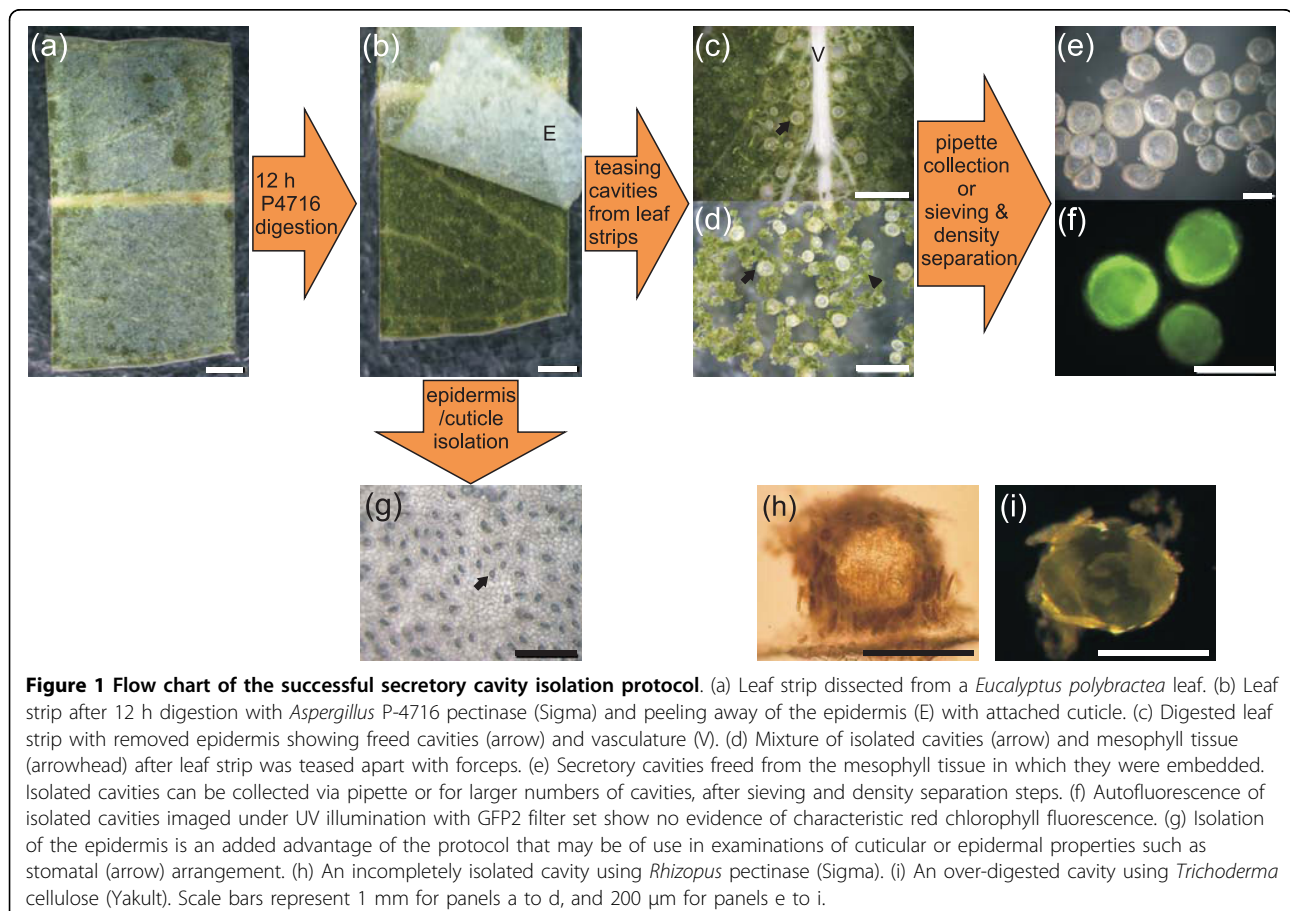 (a)
12 h
P4716
digestion
(b)
E
teasing
cavities
from leaf
strips
(c)
V
(d)
pipette
collection
or
sieving &
density
separation
(e)
(f)
epidermis
/cuticle
isolation
(g)
(h)
(i)
Figure 1 Flow chart of the successful secretory cavity isolation protocol. (a) Leaf strip dissected from a Eucalyptus polybractea leaf. (b) Leaf
strip after 12 h digestion with Aspergillus P-4716 pectinase (Sigma) and peeling away of the epidermis (E) with attached cuticle. (c) Digested leaf
strip with removed epidermis showing freed cavities (arrow) and vasculature (V). (d) Mixture of isolated cavities (arrow) and mesophyll tissue
(arrowhead) after leaf strip was teased apart with forceps. (e) Secretory cavities freed from the mesophyll tissue in which they were embedded.
Isolated cavities can be collected via pipette or for larger numbers of cavities, after sieving and density separation steps. (f) Autofluorescence of
isolated cavities imaged under UV illumination with GFP2 filter set show no evidence of characteristic red chlorophyll fluorescence. (g) Isolation
of the epidermis is an added advantage of the protocol that may be of use in examinations of cuticular or epidermal properties such as
stomatal (arrow) arrangement. (h) An incompletely isolated cavity using Rhizopus pectinase (Sigma). (i) An over-digested cavity using Trichoderma
cellulose (Yakult). Scale bars represent 1 mm for panels a to d, and 200 μm for panels e to i.